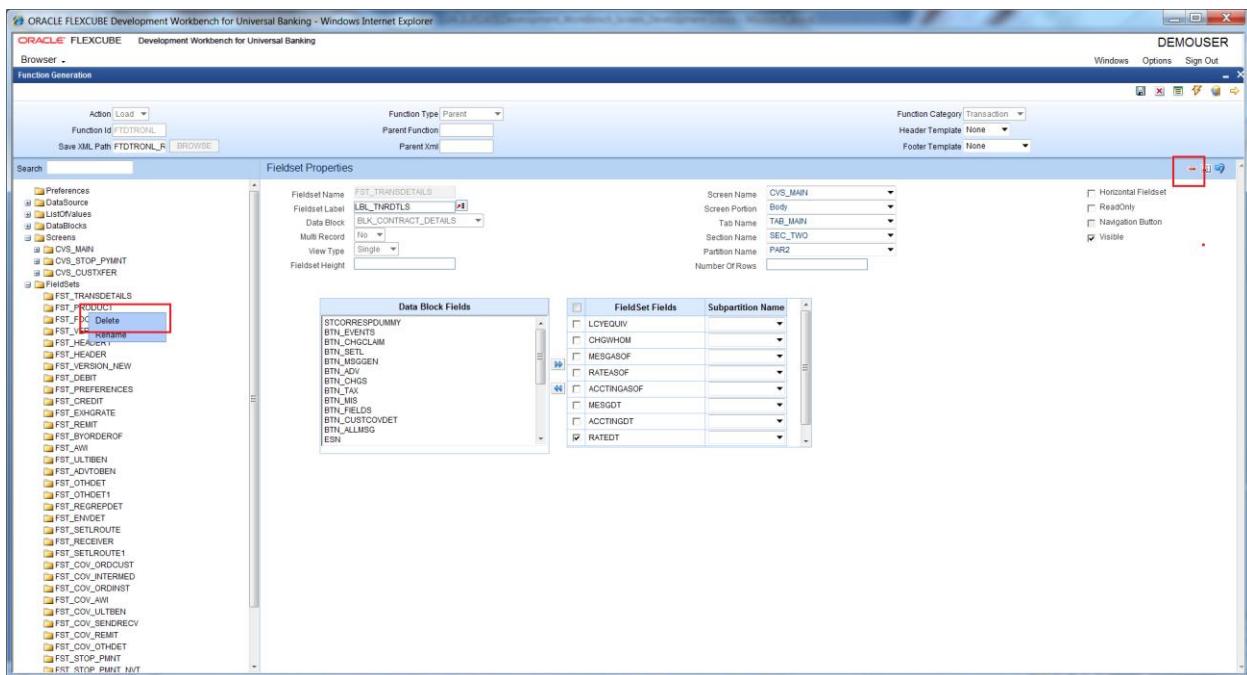 ORACLE FLEXCUBE Development Workbench for Universal Banking - Windows Internet Explorer
ORACLE FLEXCUBE Development Workbench for Universal Banking
DEMOUSER
Browser
Windows Options Sign Out
Function Generation
Action Load
Function Type Parent
Function Category Transaction
Function Id FTDTRONL
Parent Function
Header Template None
Save XML Path FTDTRONL_R BROWSE
Parent Xml
Footer Template None
Search
Fieldset Properties
Preferences
DataSource
ListOfValues
DataBlocks
Screens
CVS_MAIN
CVS_STOP_PYMNT
CVS_CUSTXFER
FieldSets
FST_TRANSDETAILS
FST_PRODUCT
Delete
Rename
FST_HEADER1
FST_HEADER
FST_VERSION_NEW
FST_DEBIT
FST_PREFERENCES
FST_CREDIT
FST_EXHGRATE
FST_REMIT
FST_BYORDEROF
FST_AWI
FST_ULTIBEN
FST_ADVTOBEN
FST_OTHDET
FST_OTHDET1
FST_REGREPDET
FST_ENVDET
FST_SETLROUTE
FST_RECEIVER
FST_SETLROUTE1
FST_COV_ORDCUST
FST_COV_INTERMED
FST_COV_ORDINST
FST_COV_AWI
FST_COV_ULTBEN
FST_COV_SENDRECV
FST_COV_REMIT
FST_COV_OTHDET
FST_STOP_PMNT
FST_STOP_PMNT_NVT
Fieldset Name FST_TRANSDETAILS
Fieldset Label LBL_TNRDTLS
Data Block BLK_CONTRACT_DETAILS
Multi Record No
View Type Single
Fieldset Height
Screen Name CVS_MAIN
Screen Portion Body
Tab Name TAB_MAIN
Section Name SEC_TWO
Partition Name PAR2
Number Of Rows
Horizontal Fieldset
ReadOnly
Navigation Button
Visible
Data Block Fields
STCORRESPDUMMY
BTN_EVENTS
BTN_CHGCLAIM
BTN_SETL
BTN_MSGGEN
BTN_ADV
BTN_CHGS
BTN_TAX
BTN_MIS
BTN_FIELDS
BTN_CUSTCOVDET
BTN_ALLMSG
ESN
FieldSet Fields Subpartition Name
LCYEQUIV
CHGWHOM
MESGASOF
RATEASOF
ACCTINGASOF
MESGDT
ACCTINGDT
RATEDT